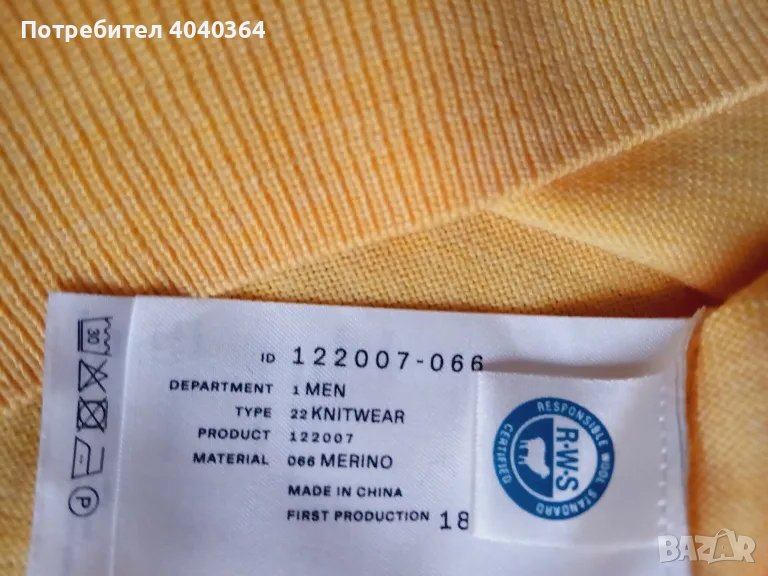 Потребител 4040364
ID 122007-066
DEPARTMENT 1 MEN
TYPE 22 KNITWEAR
PRODUCT 122007
MATERIAL 066 MERINO
MADE IN CHINA
FIRST PRODUCTION 18
RESPONSIBLE WOOL STANDARD
R·W·S
CERTIFIED
30
P
BAZAR